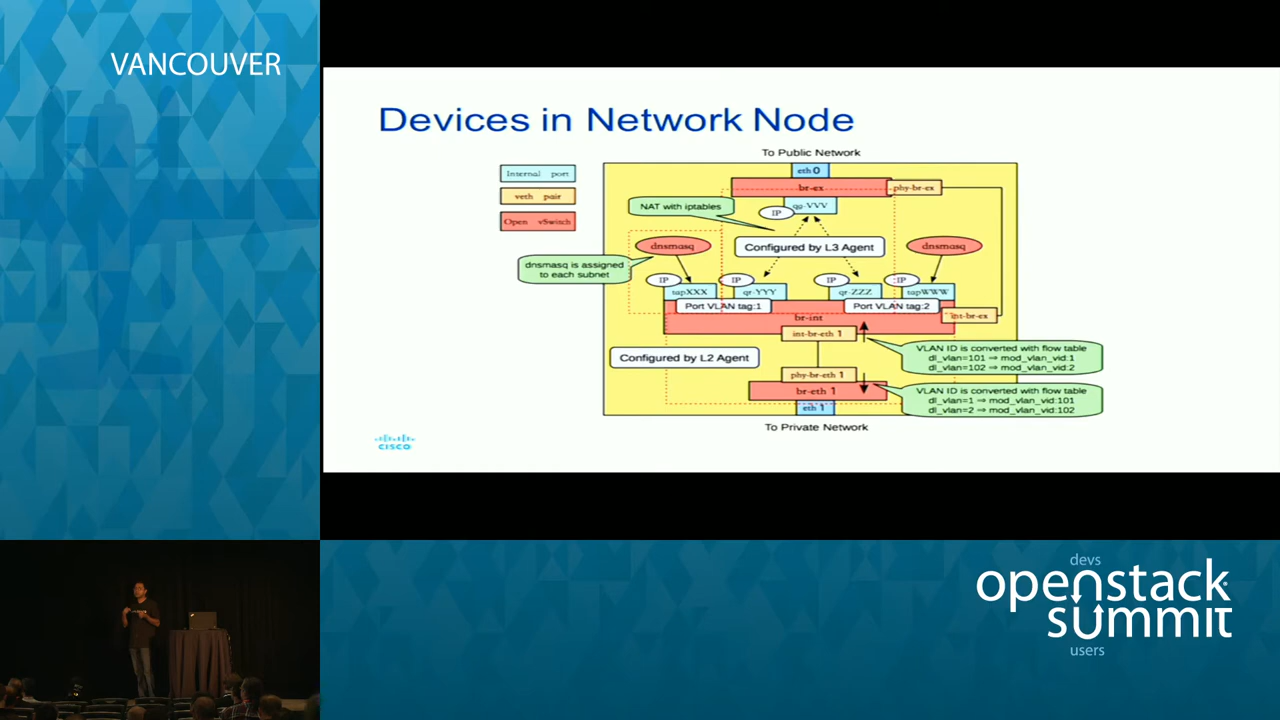 VANCOUVER
Devices in Network Node
To Public Network
Internal port
veth pair
Open vSwitch
eth 0
br-ex
phy-br-ex
NAT with iptables
qg-VVV
IP
dnsmasq
Configured by L3 Agent
dnsmasq
dnsmasq is assigned
to each subnet
IP
IP
IP
IP
tapXXX
qr-YYY
qr-ZZZ
tapWWW
Port VLAN tag:1
Port VLAN tag:2
br-int
int-br-ex
int-br-eth 1
Configured by L2 Agent
VLAN ID is converted with flow table
dl_vlan=101 ⇒ mod_vlan_vid:1
dl_vlan=102 ⇒ mod_vlan_vid:2
phy-br-eth 1
br-eth 1
VLAN ID is converted with flow table
dl_vlan=1 ⇒ mod_vlan_vid:101
dl_vlan=2 ⇒ mod_vlan_vid:102
eth 1
To Private Network
CISCO
devs
openstack
summit
users